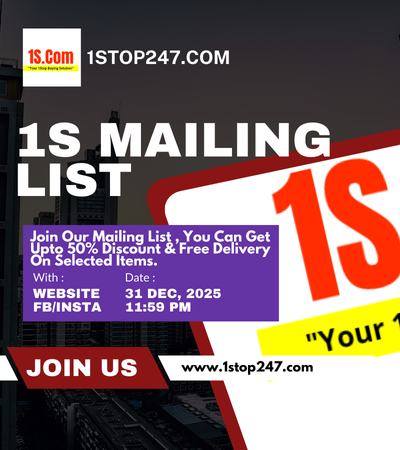 1S.Com
"Your 1Stop Buying Solution"
1STOP247.COM
1S MAILING
LIST
Join Our Mailing List , You Can Get
Upto 50% Discount & Free Delivery
On Selected Items.
With :
Date :
WEBSITE
31 DEC, 2025
FB/INSTA
11:59 PM
1S
"Your 1
JOIN US
www.1stop247.com